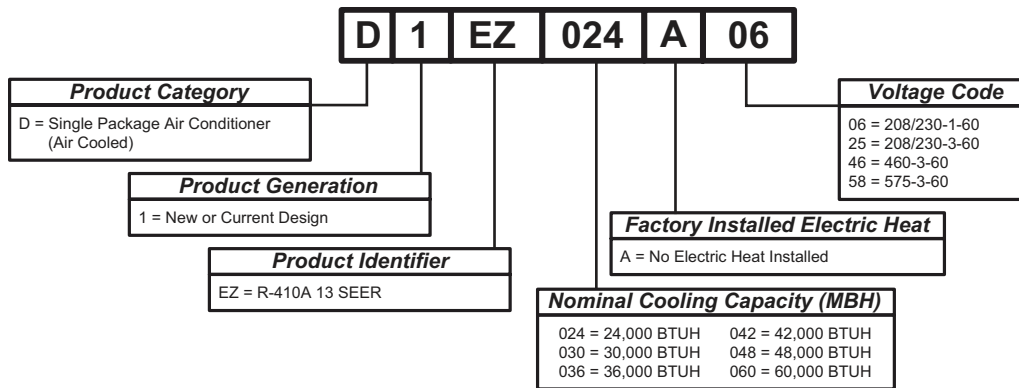 D 1 EZ 024 A 06
Product Category
D = Single Package Air Conditioner
(Air Cooled)
Product Generation
1 = New or Current Design
Product Identifier
EZ = R-410A 13 SEER
Nominal Cooling Capacity (MBH)
024 = 24,000 BTUH 042 = 42,000 BTUH
030 = 30,000 BTUH 048 = 48,000 BTUH
036 = 36,000 BTUH 060 = 60,000 BTUH
Factory Installed Electric Heat
A = No Electric Heat Installed
Voltage Code
06 = 208/230-1-60
25 = 208/230-3-60
46 = 460-3-60
58 = 575-3-60